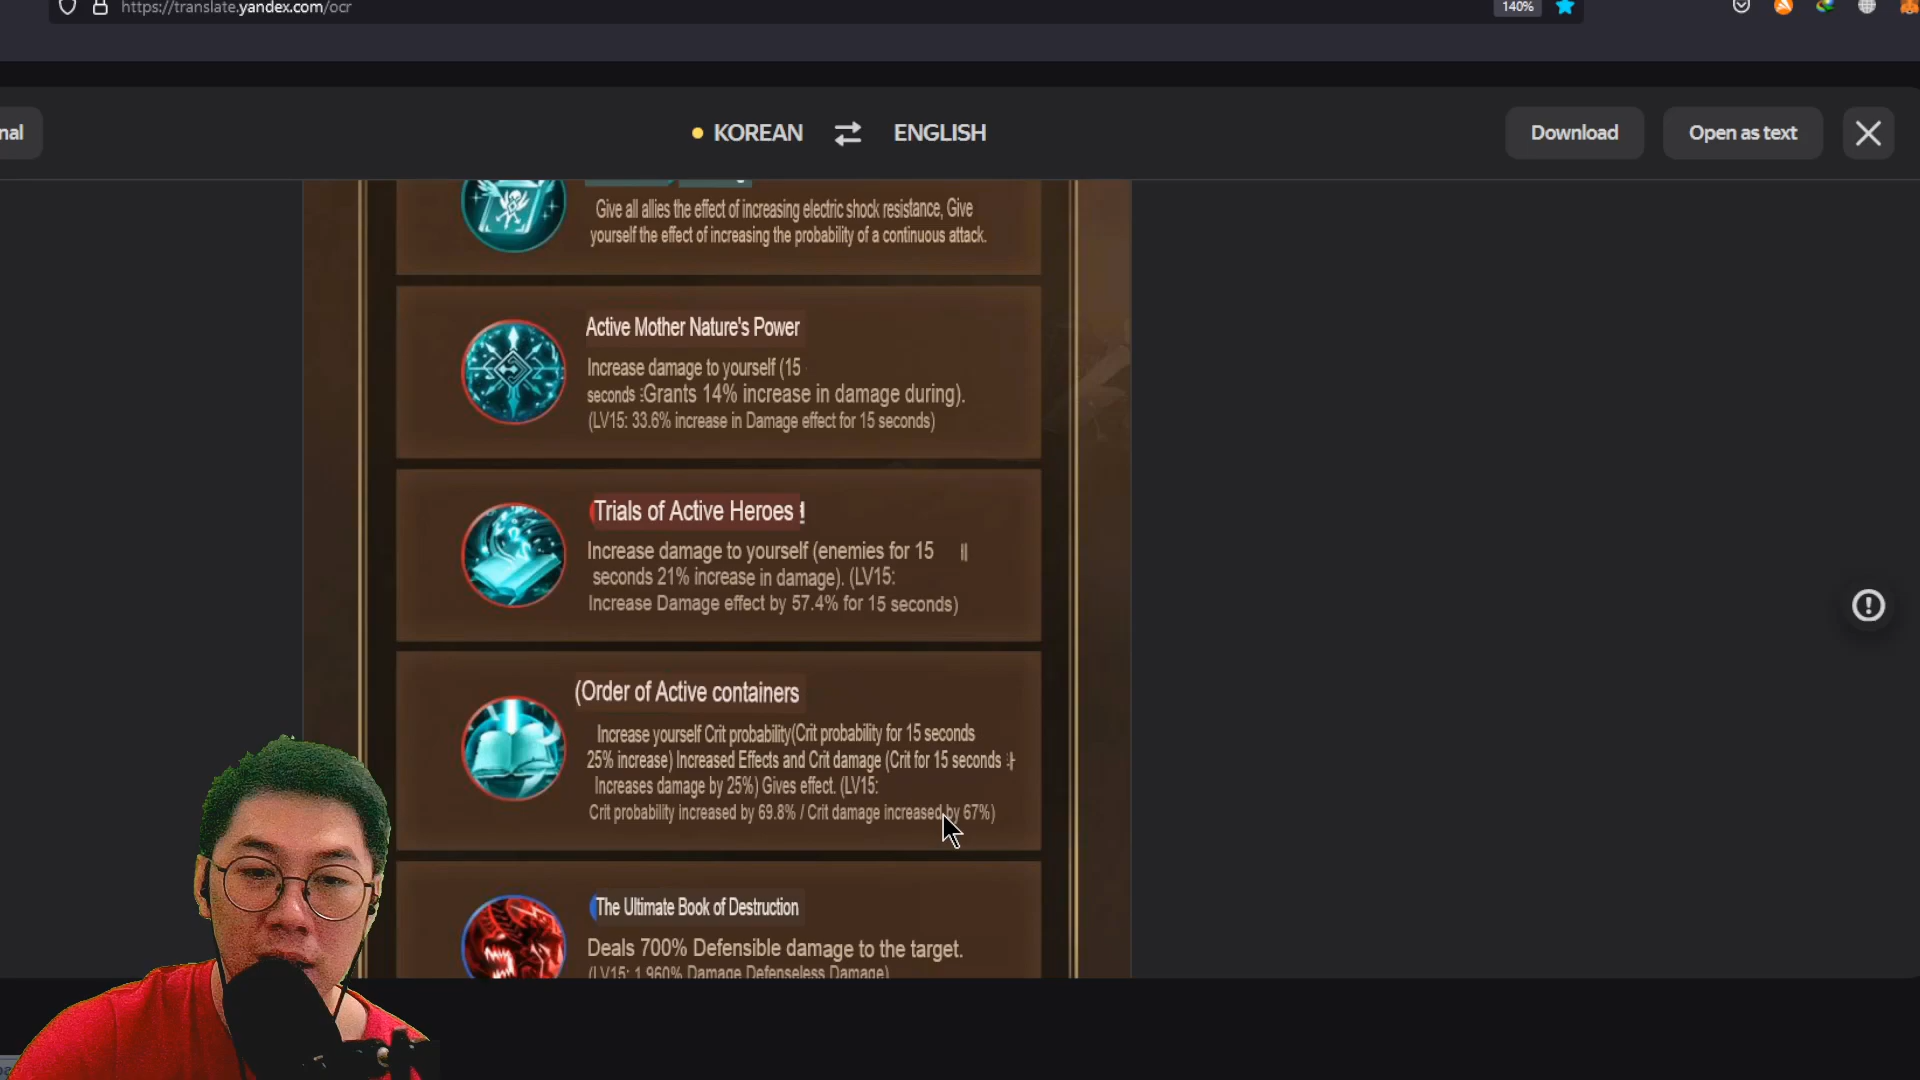 https://translate.yandex.com/ocr
140%
nal
KOREAN
ENGLISH
Download
Open as text
Give all allies the effect of increasing electric shock resistance, Give
yourself the effect of increasing the probability of a continuous attack.
Active Mother Nature's Power
Increase damage to yourself (15
seconds :Grants 14% increase in damage during).
(LV15: 33.6% increase in Damage effect for 15 seconds)
Trials of Active Heroes
Increase damage to yourself (enemies for 15
seconds 21% increase in damage). (LV15:
Increase Damage effect by 57.4% for 15 seconds)
(Order of Active containers
Increase yourself Crit probability(Crit probability for 15 seconds
25% increase) Increased Effects and Crit damage (Crit for 15 seconds
Increases damage by 25%) Gives effect. (LV15:
Crit probability increased by 69.8% / Crit damage increased by 67%)
The Ultimate Book of Destruction
Deals 700% Defensible damage to the target.
(LV15: 1,960% Damage Defenseless Damage)